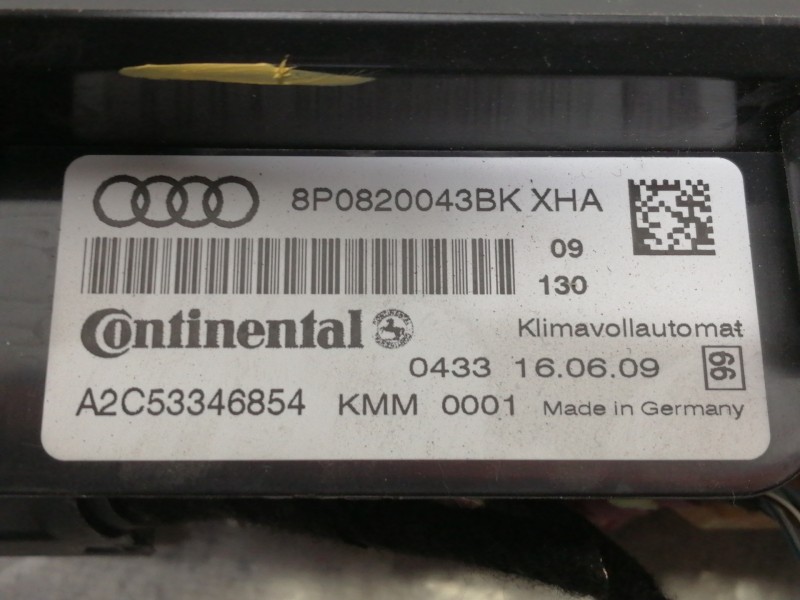 8P0820043BK XHA
09
130
Continental
Klimavollautomat
0433 16.06.09
66
A2C53346854 KMM 0001 Made in Germany